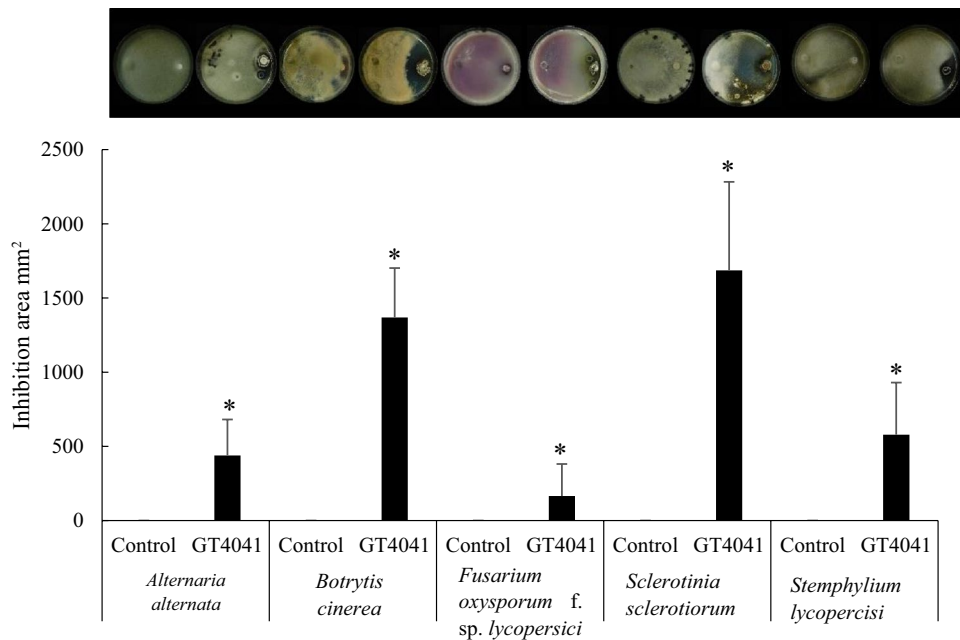 2500
2000
1500
1000
500
0
Inhibition area mm²
*
*
*
*
*
Control GT4041 Control GT4041 Control GT4041 Control GT4041 Control GT4041
Alternaria
alternata
Botrytis
cinerea
Fusarium
oxysporum f.
sp. lycopersici
Sclerotinia
sclerotiorum
Stemphylium
lycopercisi